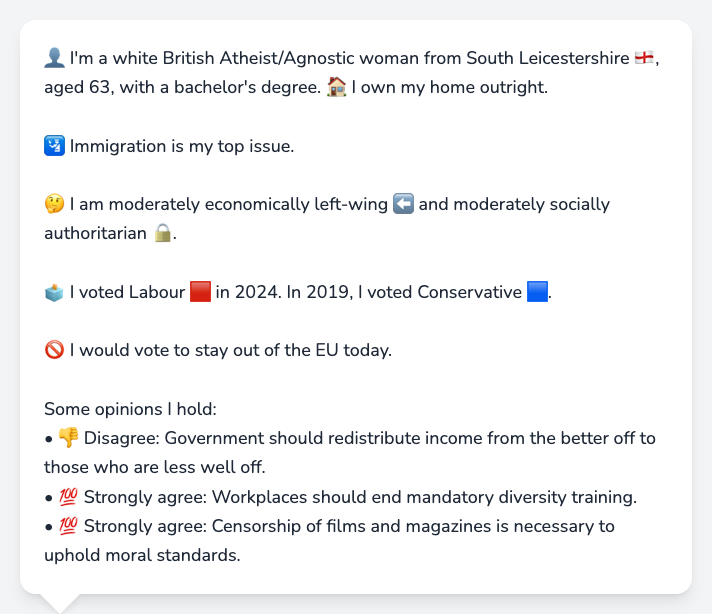 👤 I'm a white British Atheist/Agnostic woman from South Leicestershire 🏴󠁧󠁢󠁥󠁮󠁧󠁿,
aged 63, with a bachelor's degree. 🏠 I own my home outright.
🛂 Immigration is my top issue.
🤔 I am moderately economically left-wing ⬅️ and moderately socially
authoritarian 🔒.
🗳️ I voted Labour 🟥 in 2024. In 2019, I voted Conservative 🟦.
🚫 I would vote to stay out of the EU today.
Some opinions I hold:
• 👎 Disagree: Government should redistribute income from the better off to
those who are less well off.
• 💯 Strongly agree: Workplaces should end mandatory diversity training.
• 💯 Strongly agree: Censorship of films and magazines is necessary to
uphold moral standards.